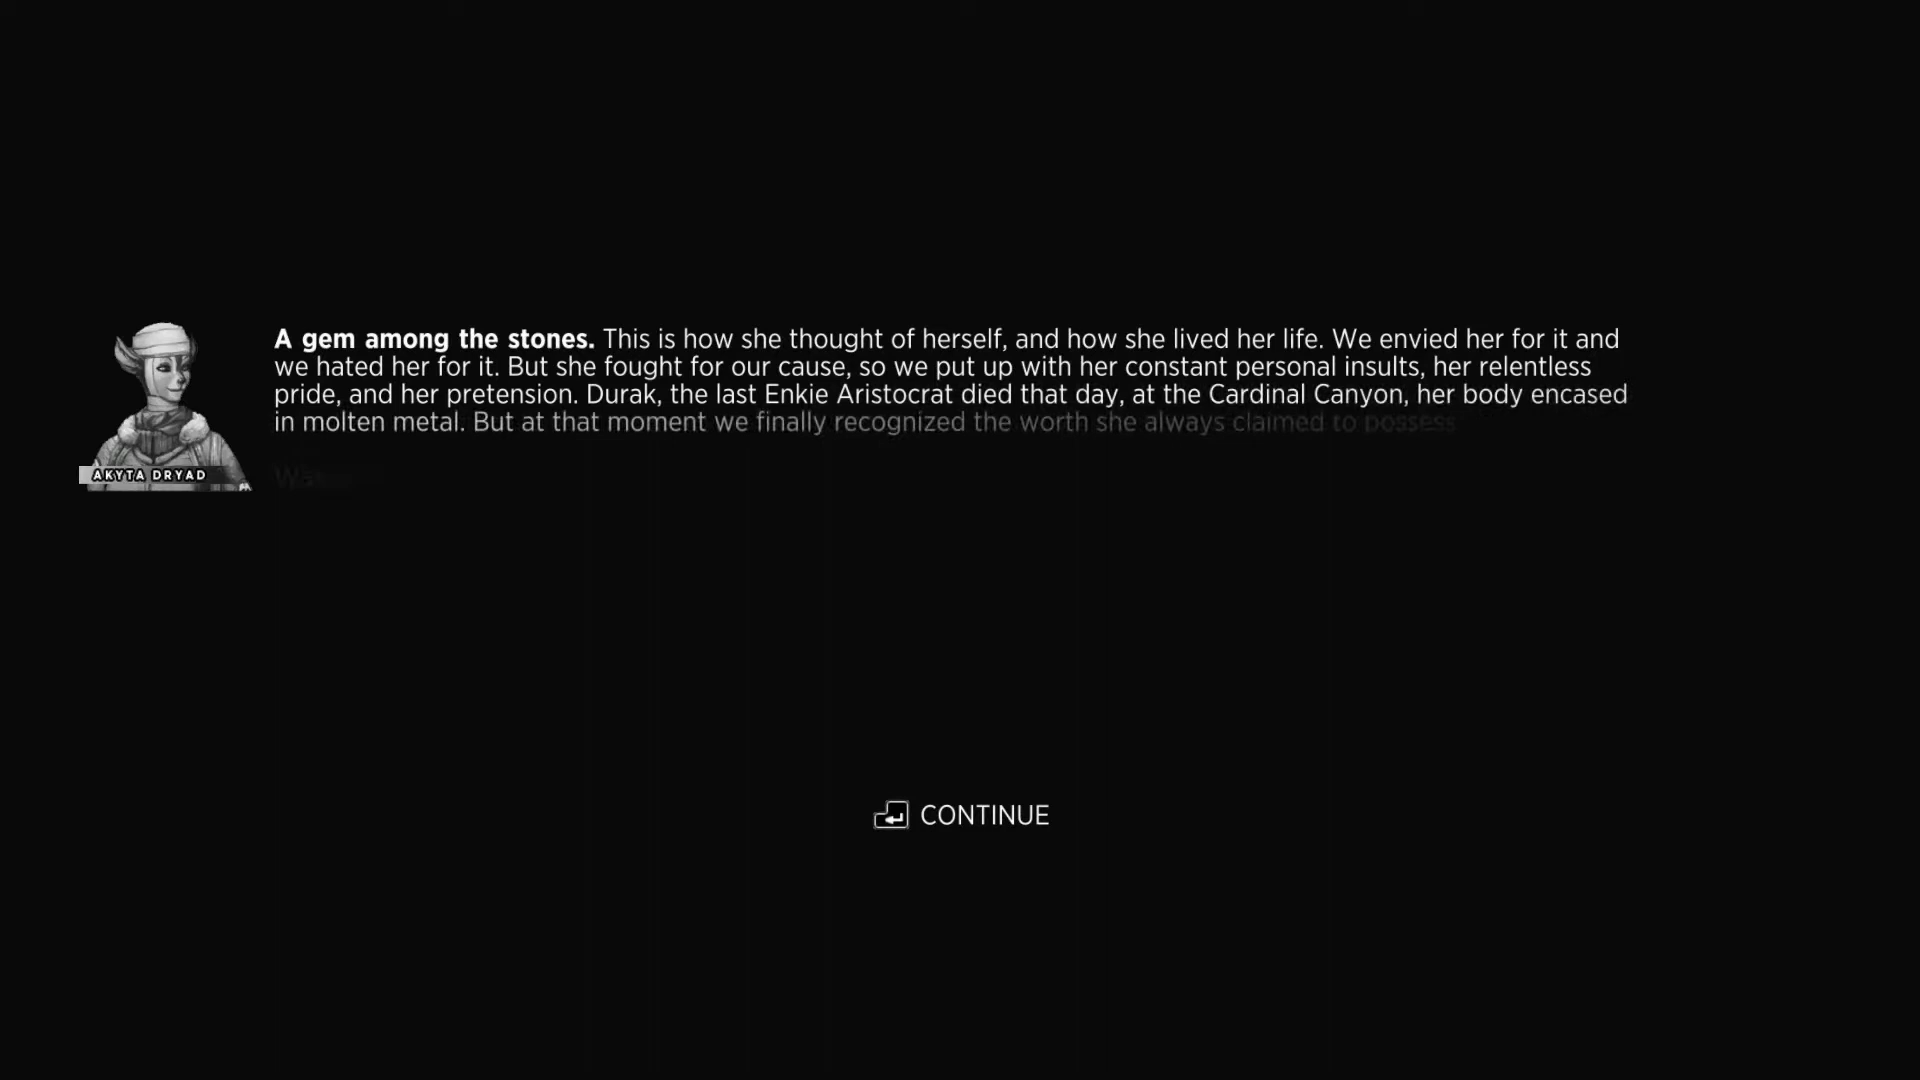 A gem among the stones. This is how she thought of herself, and how she lived her life. We envied her for it and
we hated her for it. But she fought for our cause, so we put up with her constant personal insults, her relentless
pride, and her pretension. Durak, the last Enkie Aristocrat died that day, at the Cardinal Canyon, her body encased
in molten metal. But at that moment we finally recognized the worth she always claimed to possess
AKYTA DRYAD
CONTINUE